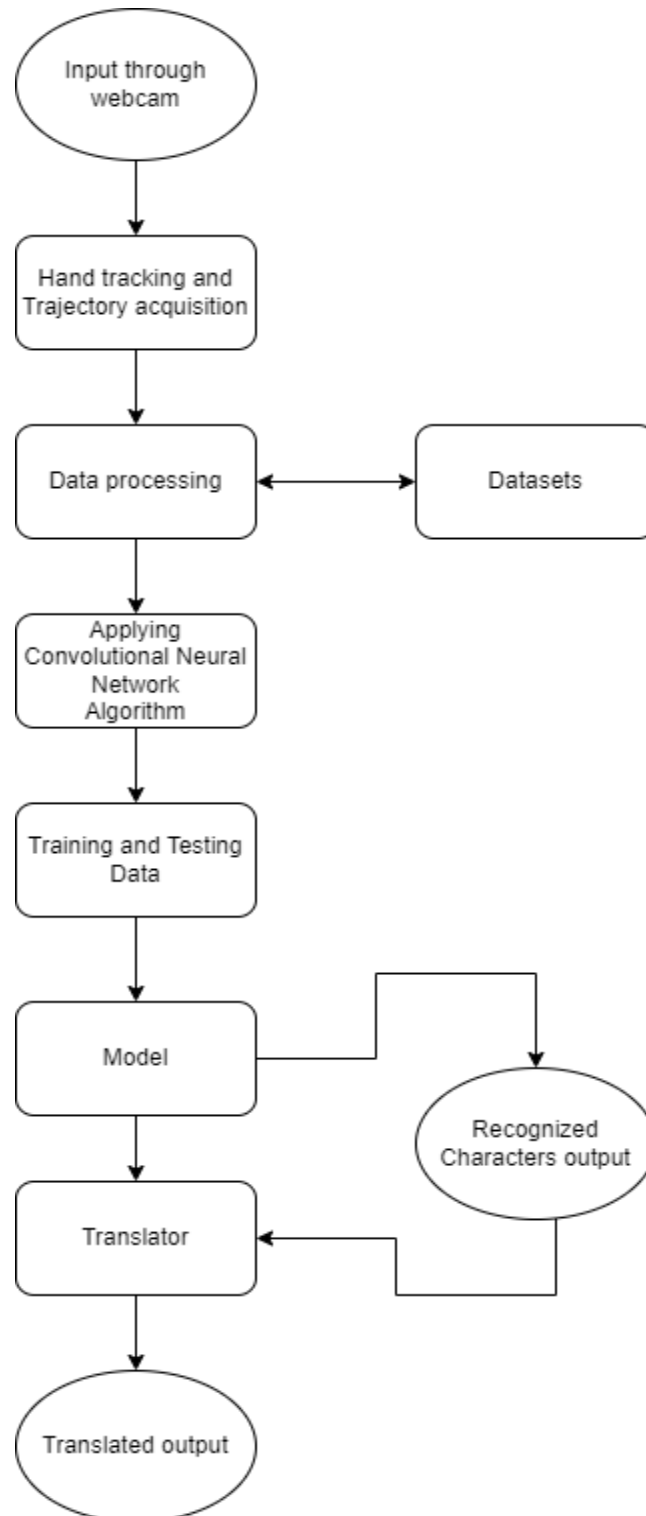 Input through
webcam
Hand tracking and
Trajectory acquisition
Data processing
Datasets
Applying
Convolutional Neural
Network
Algorithm
Training and Testing
Data
Model
Recognized
Characters output
Translator
Translated output